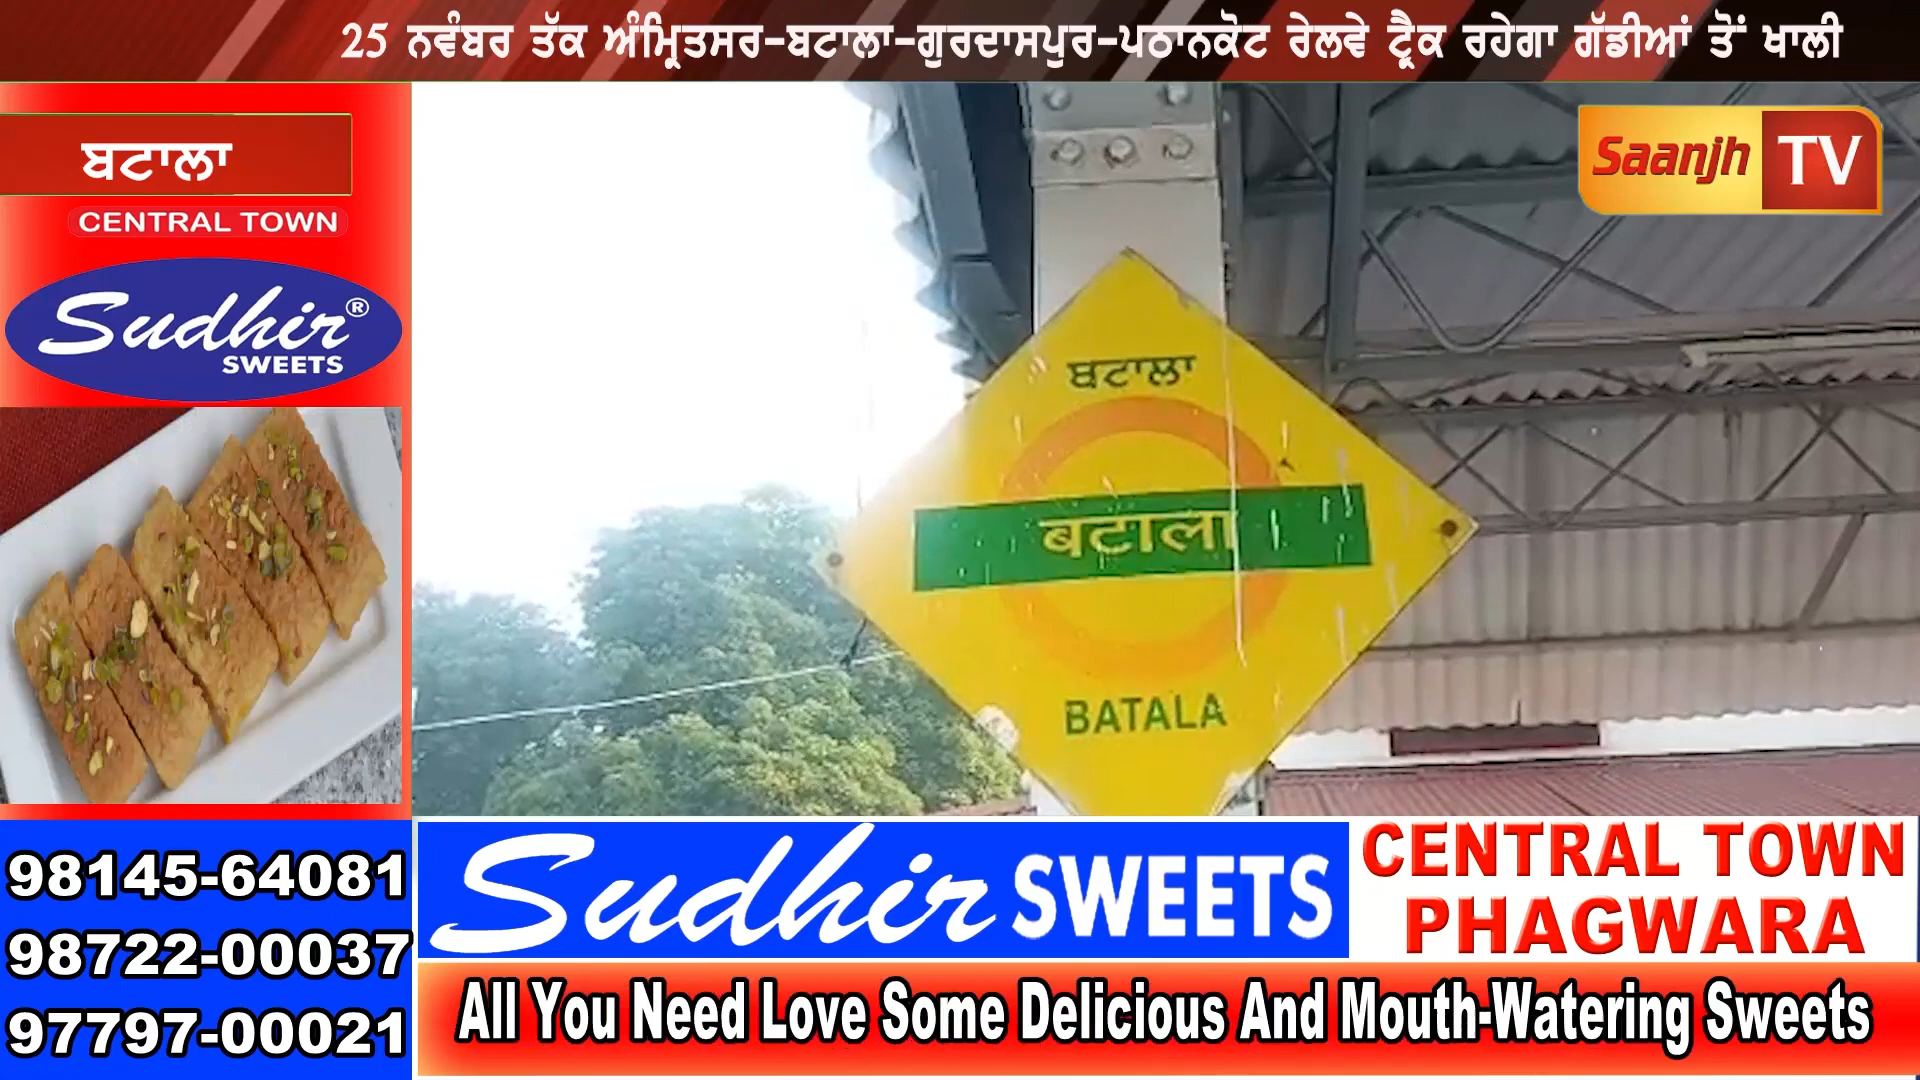 25 ਨਵੰਬਰ ਤੱਕ ਅੰਮ੍ਰਿਤਸਰ-ਬਟਾਲਾ-ਗੁਰਦਾਸਪੁਰ-ਪਠਾਨਕੋਟ ਰੇਲਵੇ ਟ੍ਰੈਕ ਰਹੇਗਾ ਗੱਡੀਆਂ ਤੋਂ ਖਾਲੀ
ਬਟਾਲਾ
CENTRAL TOWN
Sudhir®
SWEETS
Saanjh TV
ਬਟਾਲਾ
बटाला
BATALA
98145-64081
98722-00037
97797-00021
Sudhir SWEETS
CENTRAL TOWN
PHAGWARA
All You Need Love Some Delicious And Mouth-Watering Sweets